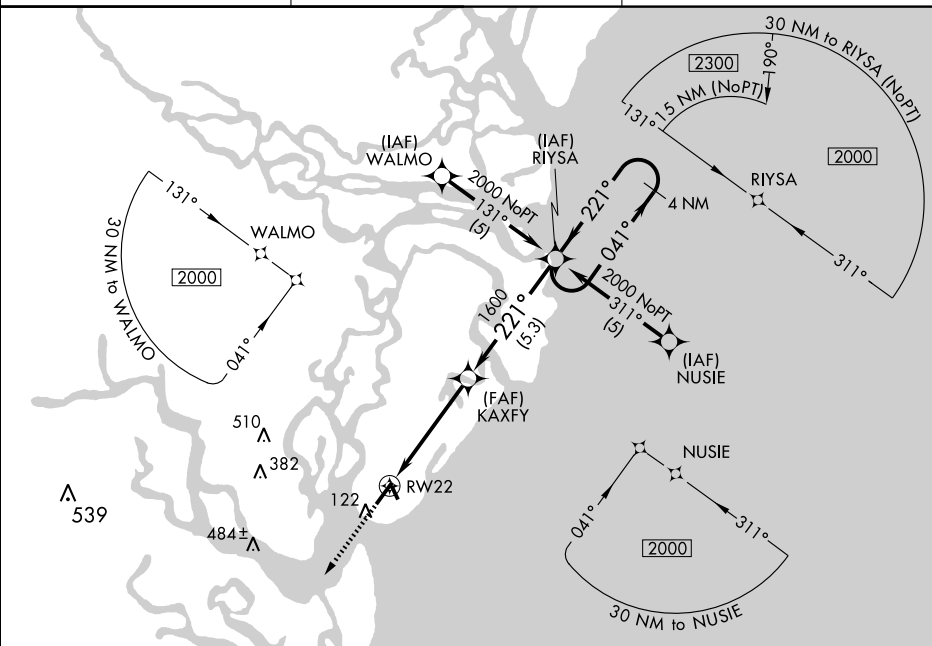 30 NM to RIYSA (NoPT)
2300
190°
15 NM (NoPT)
131°
2000
RIYSA
311°
(IAF)
WALMO
(IAF)
RIYSA
2000 NoPT
131°
(5)
221°
041°
4 NM
131°
WALMO
2000
30 NM to WALMO
041°
1600
221°
(5.3)
2000 NoPT
311°
(5)
(IAF)
NUSIE
(FAF)
KAXFY
510
382
539
484±
122
RW22
NUSIE
041°
311°
2000
30 NM to NUSIE